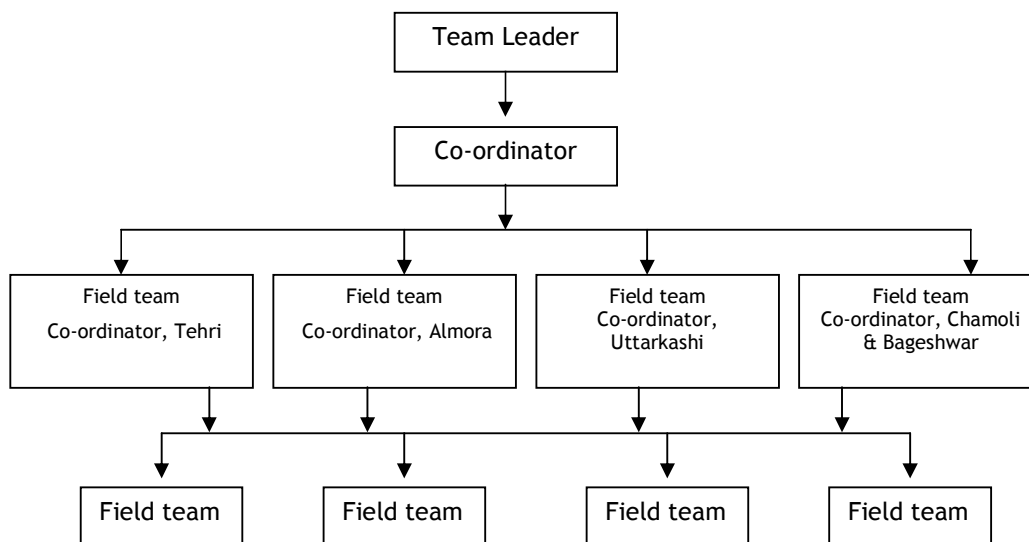 Team Leader
Co-ordinator
Field team
Co-ordinator, Tehri
Field team
Co-ordinator, Almora
Field team
Co-ordinator,
Uttarkashi
Field team
Co-ordinator, Chamoli
& Bageshwar
Field team
Field team
Field team
Field team